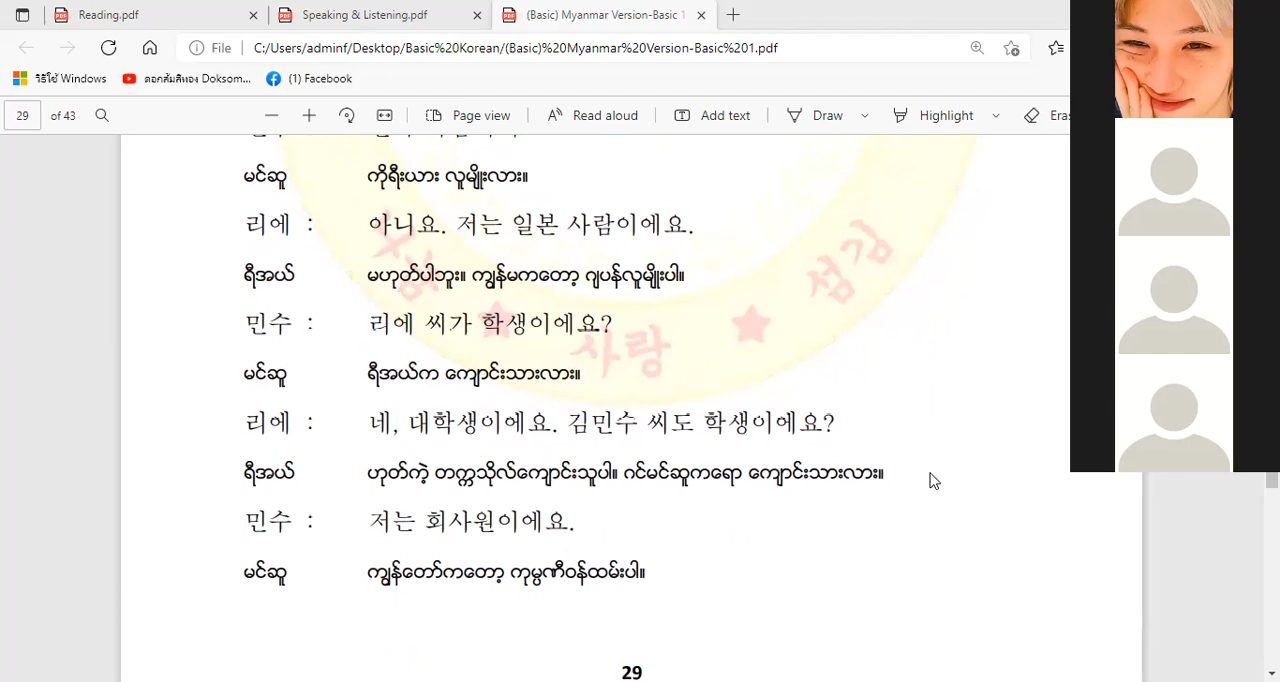 Reading.pdf
Speaking & Listening.pdf
(Basic) Myanmar Version-Basic 1
File C:/Users/adminf/Desktop/Basic%20Korean/(Basic)%20Myanmar%20Version-Basic%201.pdf
วิธีใช้ Windows
ดอกส้มสีทอง Doksom...
(1) Facebook
29 of 43
Page view
Read aloud
Add text
Draw
Highlight
Eras
မင်ဆူ ကိုရီးယား လူမျိုးလား။
리에 : 아니요. 저는 일본 사람이에요.
ရီအယ် မဟုတ်ပါဘူး။ ကျွန်မကတော့ ဂျပန်လူမျိုးပါ။
민수 : 리에 씨가 학생이에요?
မင်ဆူ ရီအယ်က ကျောင်းသားလား။
리에 : 네, 대학생이에요. 김민수 씨도 학생이에요?
ရီအယ် ဟုတ်ကဲ့ တက္ကသိုလ်ကျောင်းသူပါ။ ဂင်မင်ဆူကရော ကျောင်းသားလား။
민수 : 저는 회사원이에요.
မင်ဆူ ကျွန်တော်ကတော့ ကုမ္ပဏီဝန်ထမ်းပါ။
사랑
섬김
29